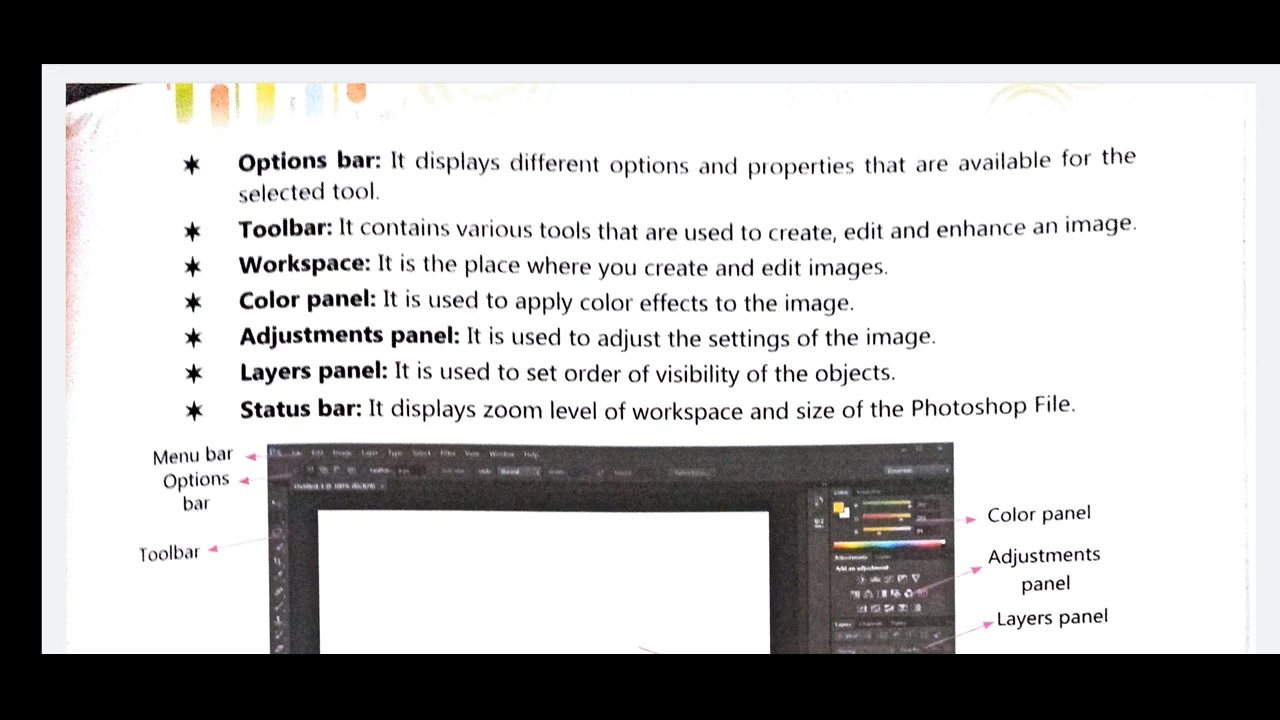 ✶ Options bar: It displays different options and properties that are available for the
selected tool.
✶ Toolbar: It contains various tools that are used to create, edit and enhance an image.
✶ Workspace: It is the place where you create and edit images.
✶ Color panel: It is used to apply color effects to the image.
✶ Adjustments panel: It is used to adjust the settings of the image.
✶ Layers panel: It is used to set order of visibility of the objects.
✶ Status bar: It displays zoom level of workspace and size of the Photoshop File.
Menu bar
Options
bar
Toolbar
Color panel
Adjustments
panel
Layers panel
Window Help
Add an adjustment